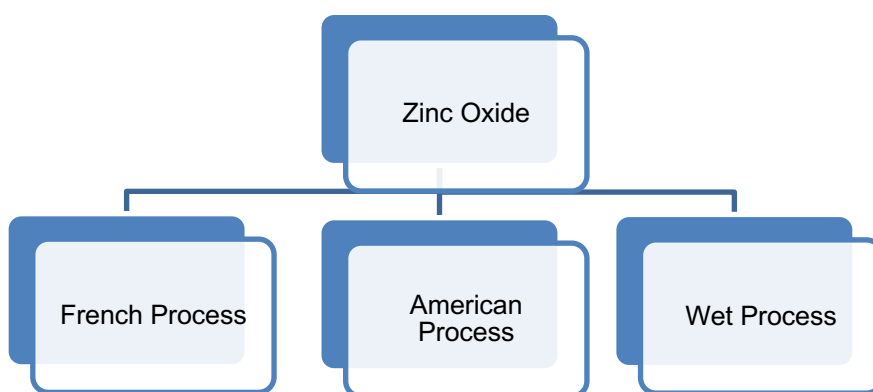 Zinc Oxide
French Process
American
Process
Wet Process